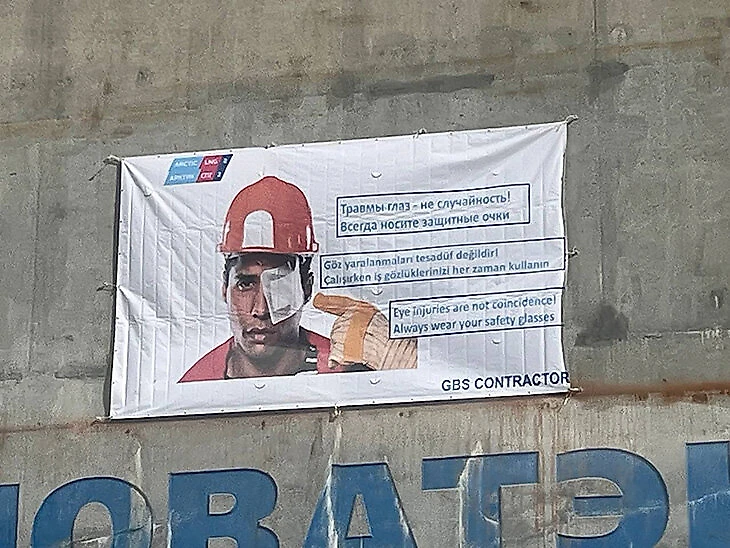 ARCTIC LNG 2
АРКТИК СПГ 2
Травмы глаз - не случайность!
Всегда носите защитные очки
Göz yaralanmaları tesadüf değildir!
Çalışırken iş gözlüklerinizi her zaman kullanın
Eye injuries are not coincidence!
Always wear your safety glasses
GBS CONTRACTOR
НОВАТЭК